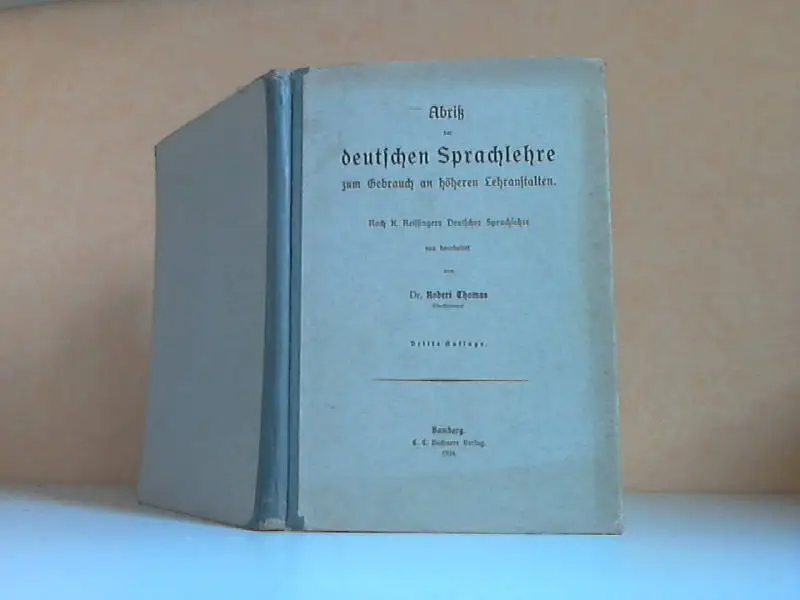 Abriß
der
deutschen Sprachlehre
zum Gebrauch an höheren Lehranstalten.
Nach K. Reissingers Deutscher Sprachlehre
neu bearbeitet
von
Dr. Robert Thomas
Dritte Auflage.
Bamberg.
C. C. Buchners Verlag.